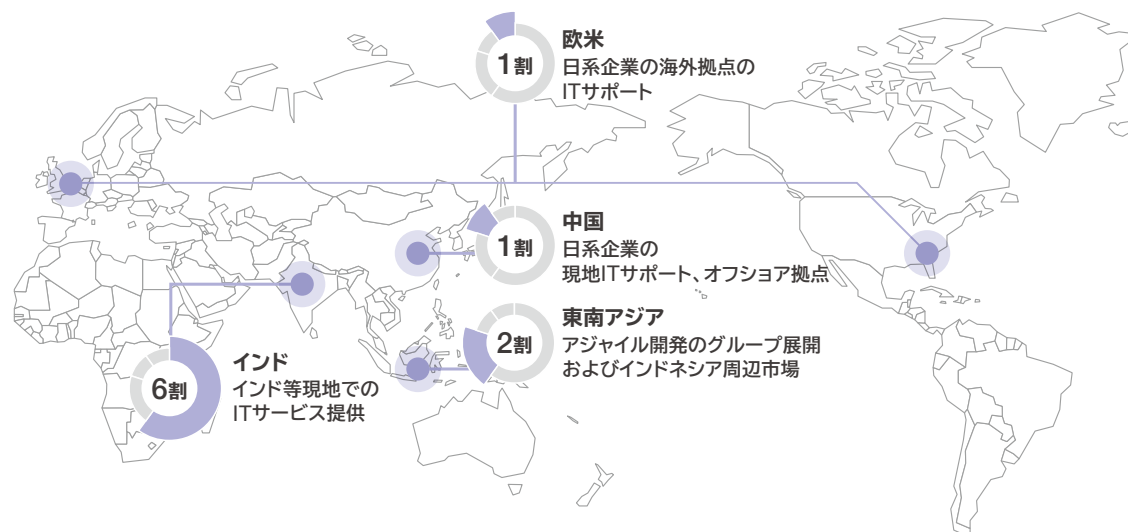 1割
欧米
日系企業の海外拠点の
ITサポート
1割
中国
日系企業の
現地ITサポート、オフショア拠点
2割
東南アジア
アジャイル開発のグループ展開
およびインドネシア周辺市場
6割
インド
インド等現地での
ITサービス提供